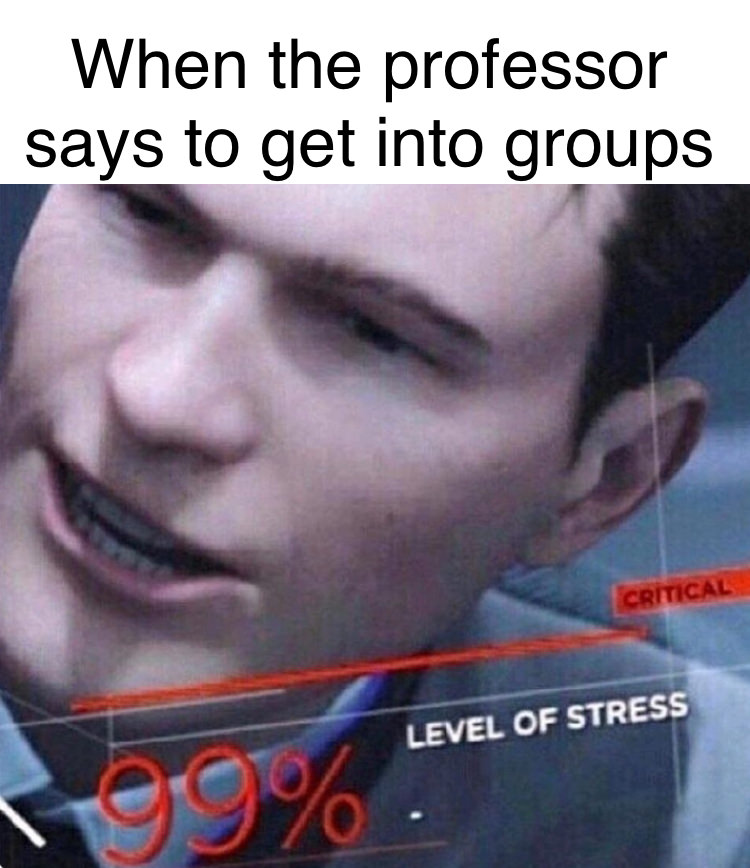 When the professor
says to get into groups
CRITICAL
LEVEL OF STRESS
99%